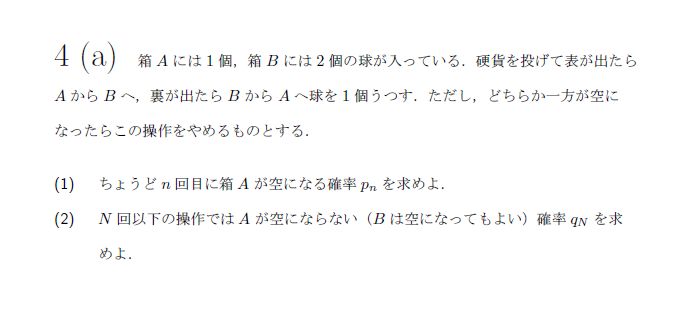 4 (a) 箱 A には 1 個，箱 B には 2 個の球が入っている．硬貨を投げて表が出たら
A から B へ，裏が出たら B から A へ球を 1 個うつす．ただし，どちらか一方が空に
なったらこの操作をやめるものとする．
(1) ちょうど n 回目に箱 A が空になる確率 pₙ を求めよ．
(2) N 回以下の操作では A が空にならない（B は空になってもよい）確率 q_N を求
めよ．